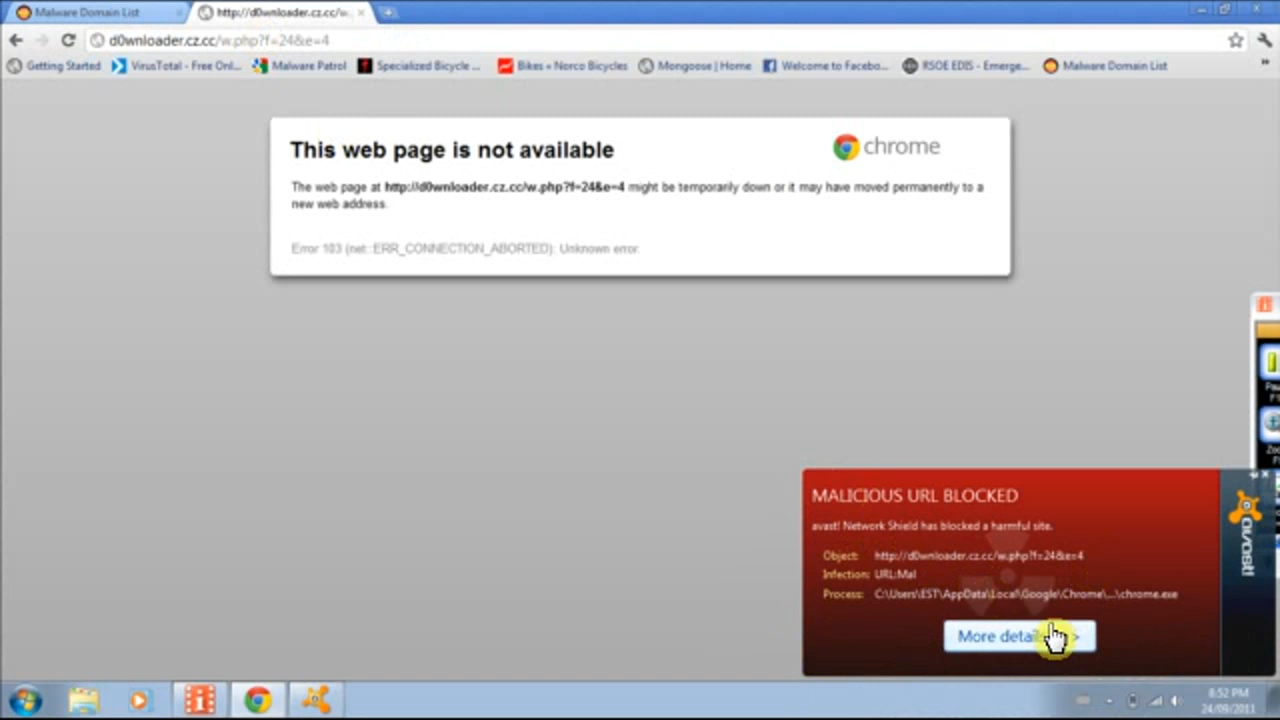 Malware Domain List
http://d0wnloader.cz.cc/w...
d0wnloader.cz.cc/w.php?f=24&e=4
Getting Started
VirusTotal - Free Onl...
Malware Patrol
Specialized Bicycle ...
Bikes « Norco Bicycles
Mongoose | Home
Welcome to Facebo...
RSOE EDIS - Emerge...
Malware Domain List
This web page is not available
chrome
The web page at http://d0wnloader.cz.cc/w.php?f=24&e=4 might be temporarily down or it may have moved permanently to a
new web address.
Error 103 (net::ERR_CONNECTION_ABORTED): Unknown error.
MALICIOUS URL BLOCKED
avast! Network Shield has blocked a harmful site.
Object: http://d0wnloader.cz.cc/w.php?f=24&e=4
Infection: URL:Mal
Process: C:\Users\EST\AppData\Local\Google\Chrome\...\chrome.exe
More details >
avast!
8:52 PM
24/09/2011